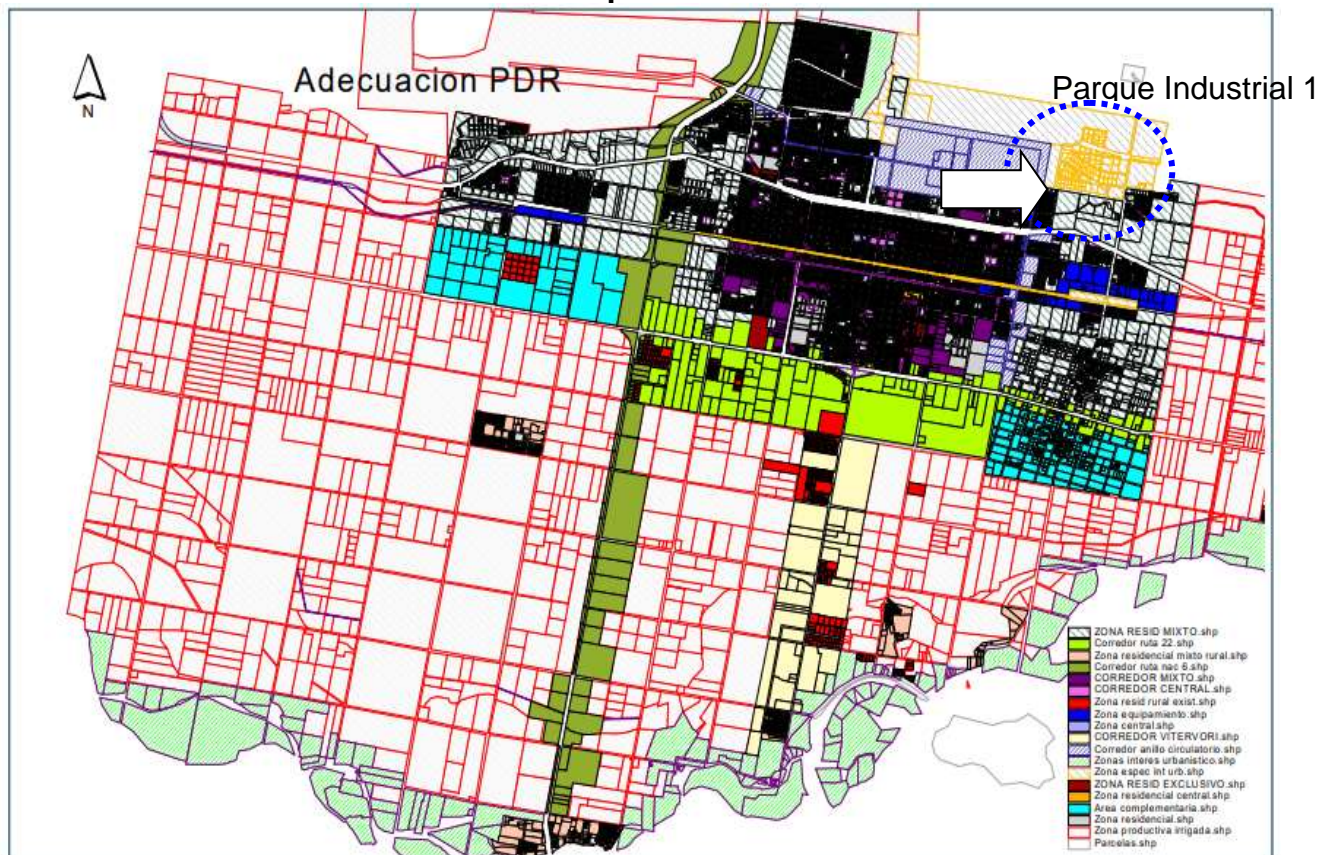 Adecuacion PDR
Parque Industrial 1
N
ZONA RESID MIXTO.shp
Corredor ruta 22.shp
Zona residencial mixto rural.shp
Corredor ruta nac 6.shp
CORREDOR MIXTO.shp
CORREDOR CENTRAL.shp
Zona resid rural exist.shp
Zona equipamiento.shp
Zona central.shp
CORREDOR VITERVORI.shp
Corredor anillo circulatorio.shp
Zonas interes urbanistico.shp
Zona espec int urb.shp
ZONA RESID EXCLUSIVO.shp
Zona residencial central.shp
Area complementaria.shp
Zona residencial.shp
Zona productiva irrigada.shp
Parcelas.shp